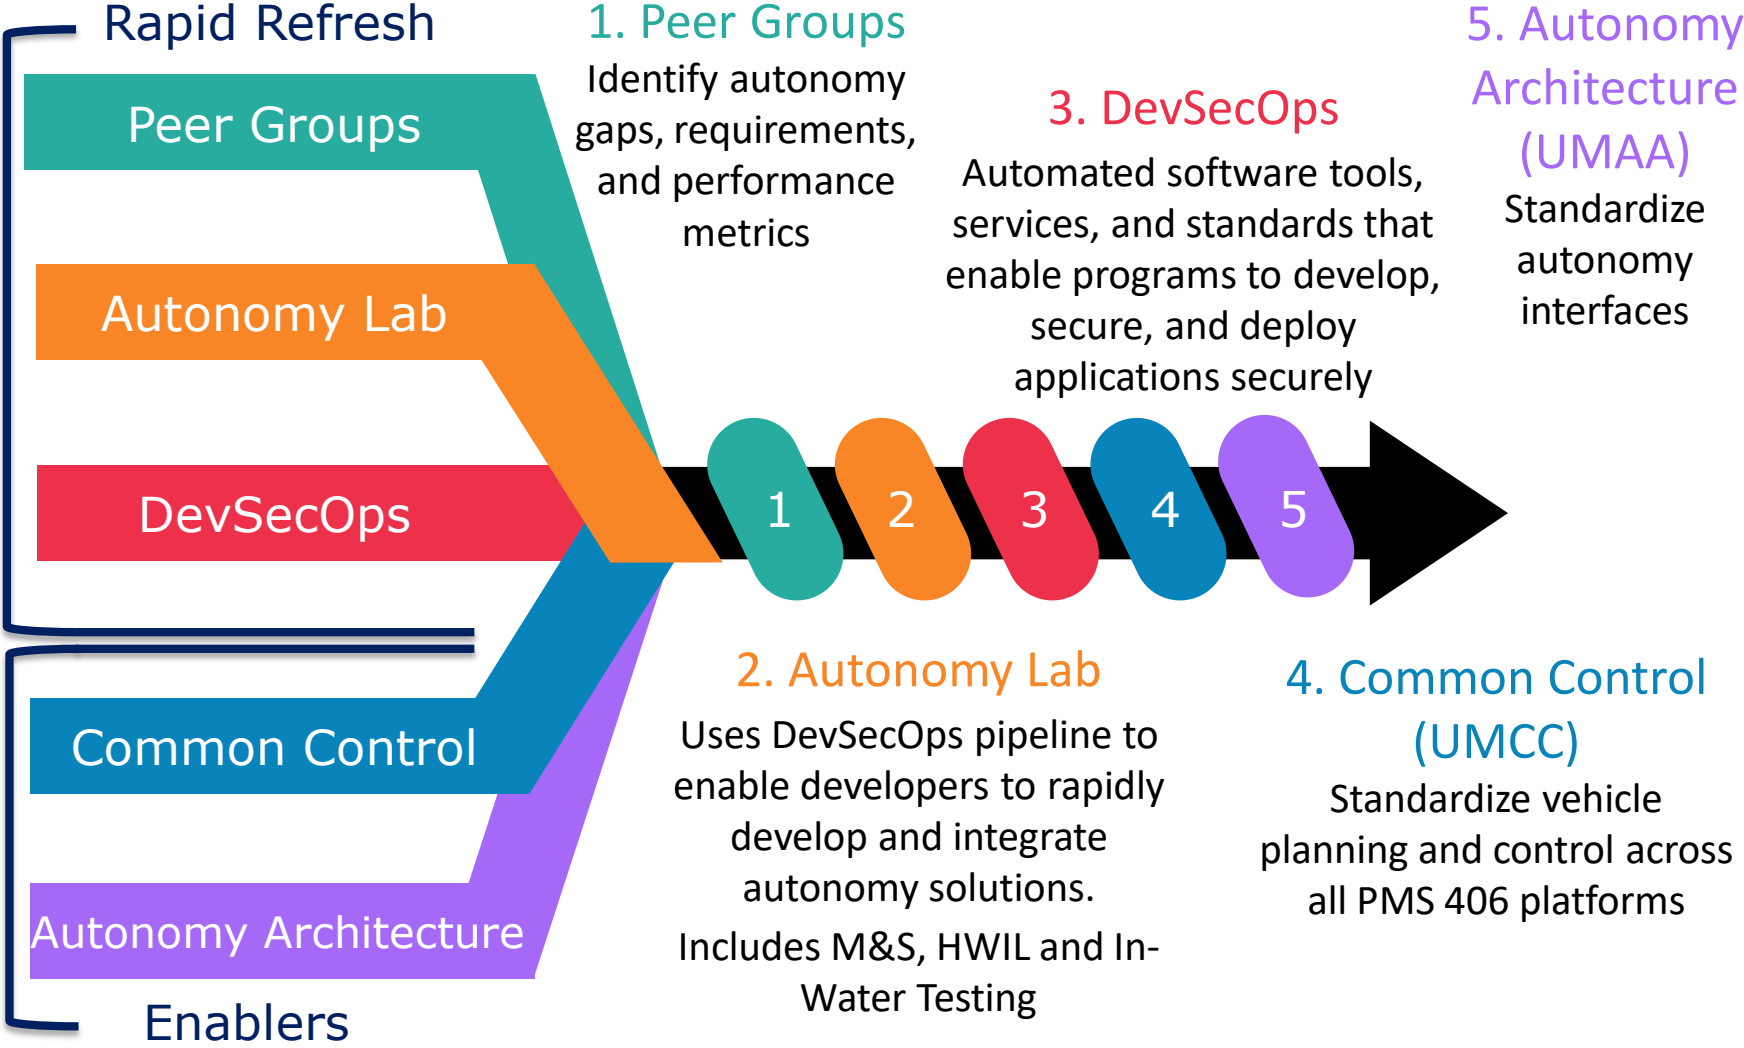 Rapid Refresh
Peer Groups
Autonomy Lab
DevSecOps
Common Control
Autonomy Architecture
Enablers
1. Peer Groups
Identify autonomy
gaps, requirements,
and performance
metrics
3. DevSecOps
Automated software tools,
services, and standards that
enable programs to develop,
secure, and deploy
applications securely
5. Autonomy
Architecture
(UMAA)
Standardize
autonomy
interfaces
1
2
3
4
5
2. Autonomy Lab
Uses DevSecOps pipeline to
enable developers to rapidly
develop and integrate
autonomy solutions.
Includes M&S, HWIL and In-
Water Testing
4. Common Control
(UMCC)
Standardize vehicle
planning and control across
all PMS 406 platforms